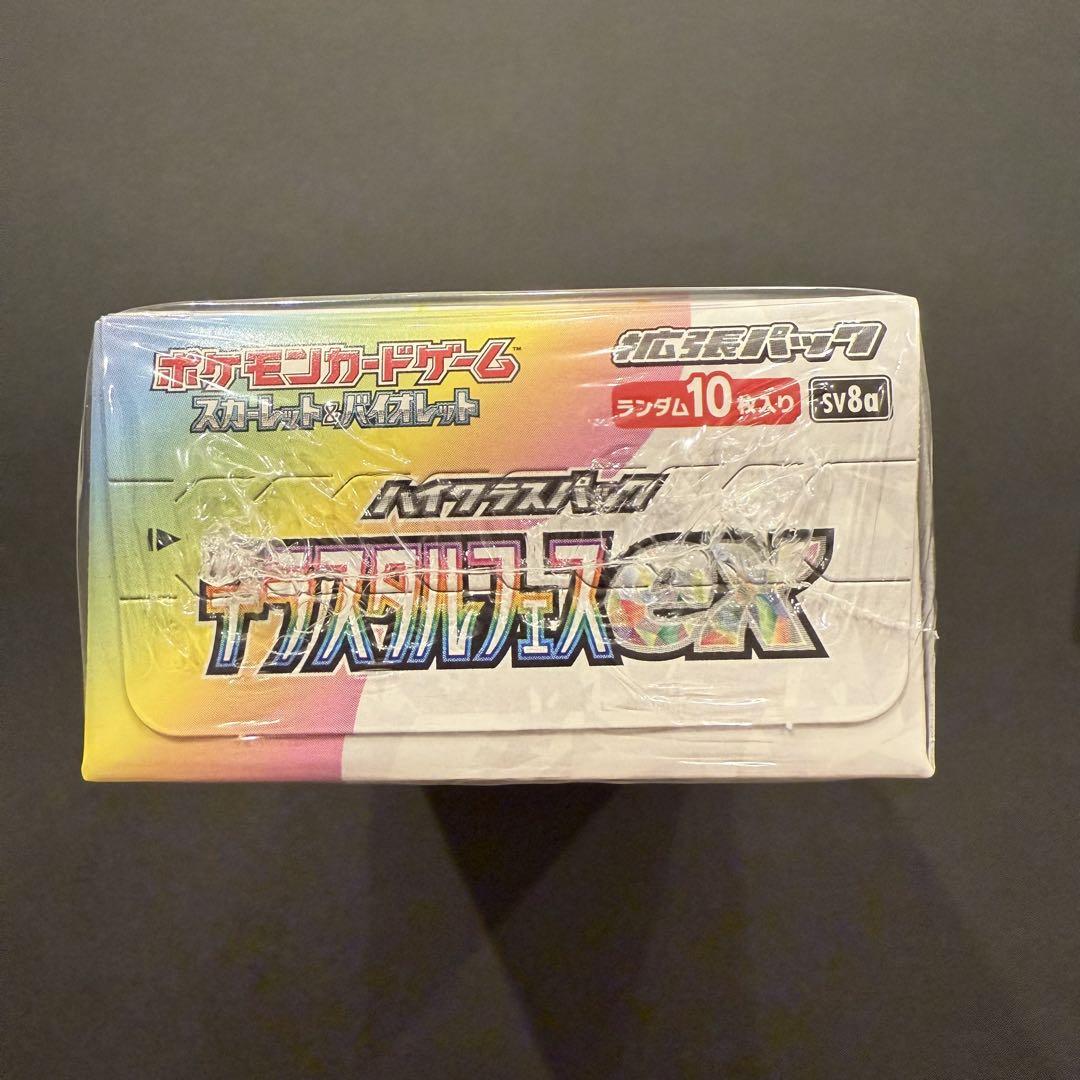 ポケモンカードゲーム™
スカーレット&バイオレット
拡張パック
ランダム10枚入り
sv8a
ハイクラスパック
テラスタルフェスex